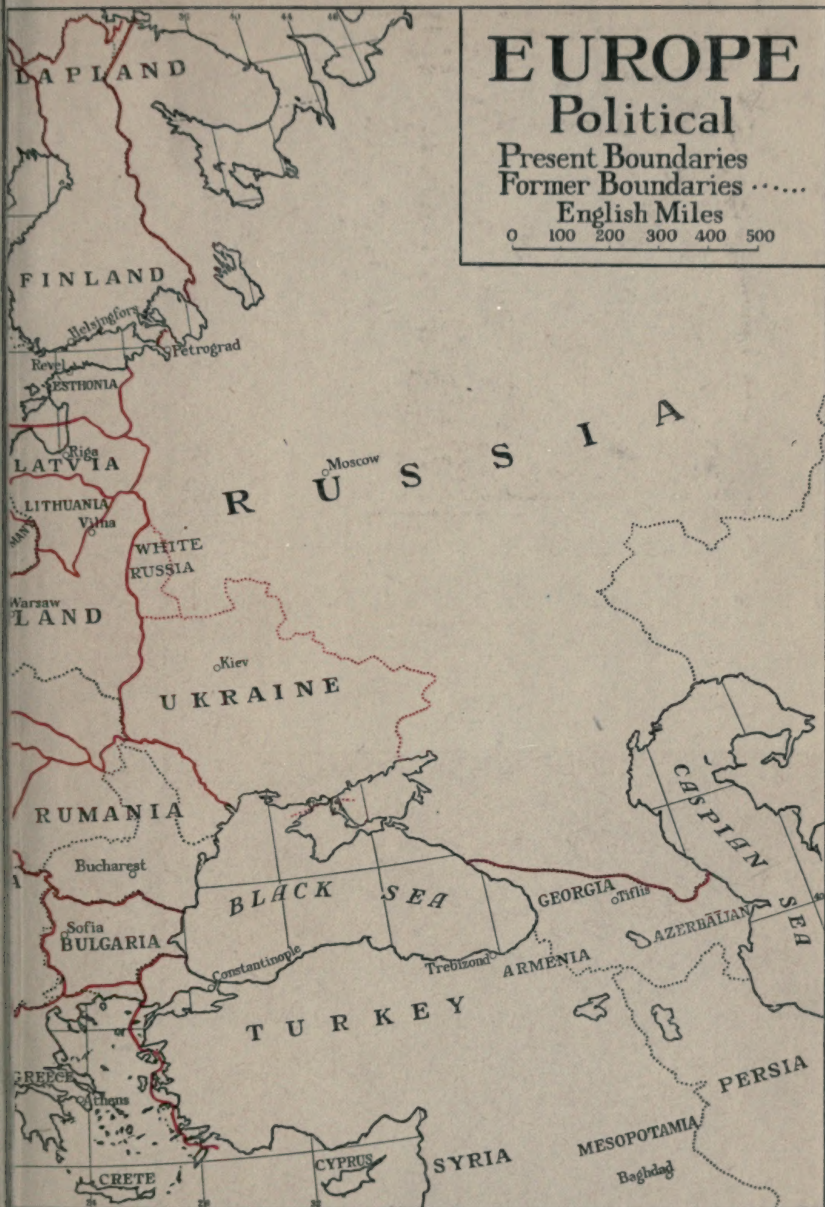 EUROPE
Political
Present Boundaries
Former Boundaries ......
English Miles
0 100 200 300 400 500
LAPLAND
FINLAND
Helsingfors
Petrograd
Revel
ESTHONIA
Riga
LATVIA
LITHUANIA
Vilna
MANY
WHITE
RUSSIA
RUSSIA
Moscow
Warsaw
LAND
Kiev
UKRAINE
RUMANIA
Bucharest
Sofia
BULGARIA
BLACK SEA
CASPIAN SEA
GEORGIA
Tiflis
AZERBĀIJAN
ARMENIA
Trebizond
Constantinople
TURKEY
GREECE
Athens
CRETE
CYPRUS
SYRIA
MESOPOTAMIA
Baghdad
PERSIA